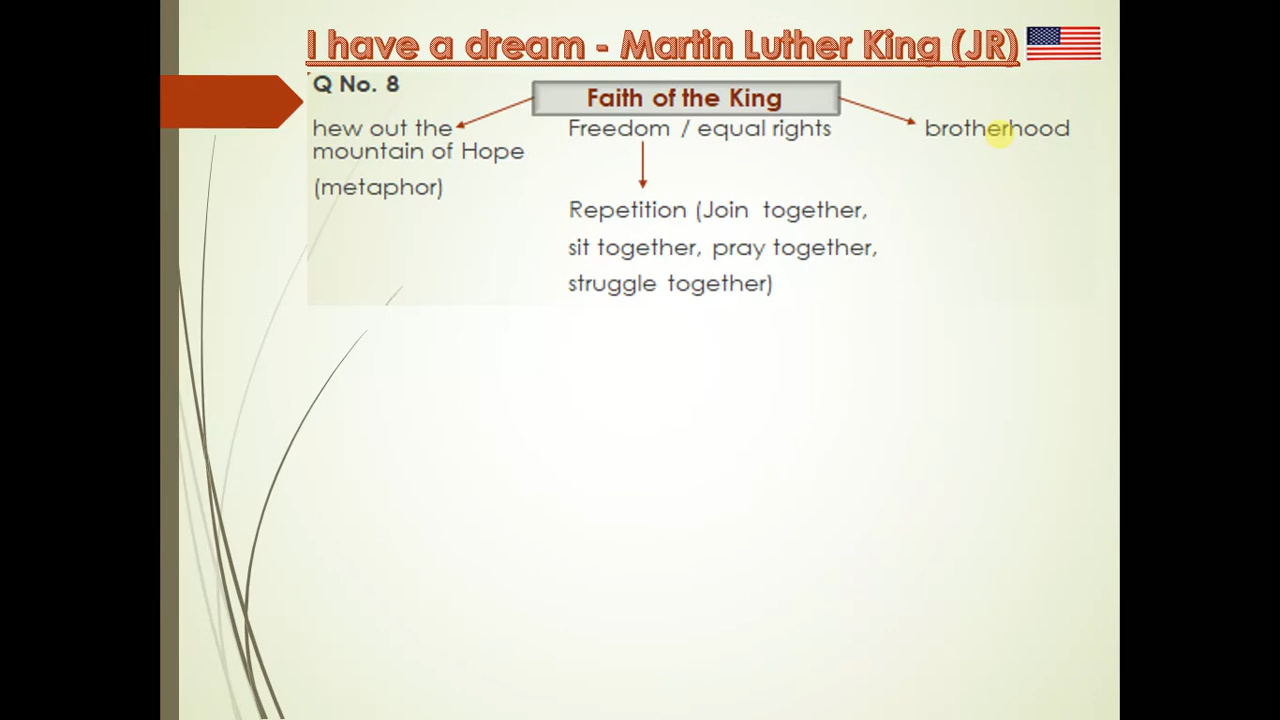 I have a dream - Martin Luther King (JR)
Q No. 8
Faith of the King
hew out the
mountain of Hope
(metaphor)
Freedom / equal rights
Repetition (Join together,
sit together, pray together,
struggle together)
brotherhood